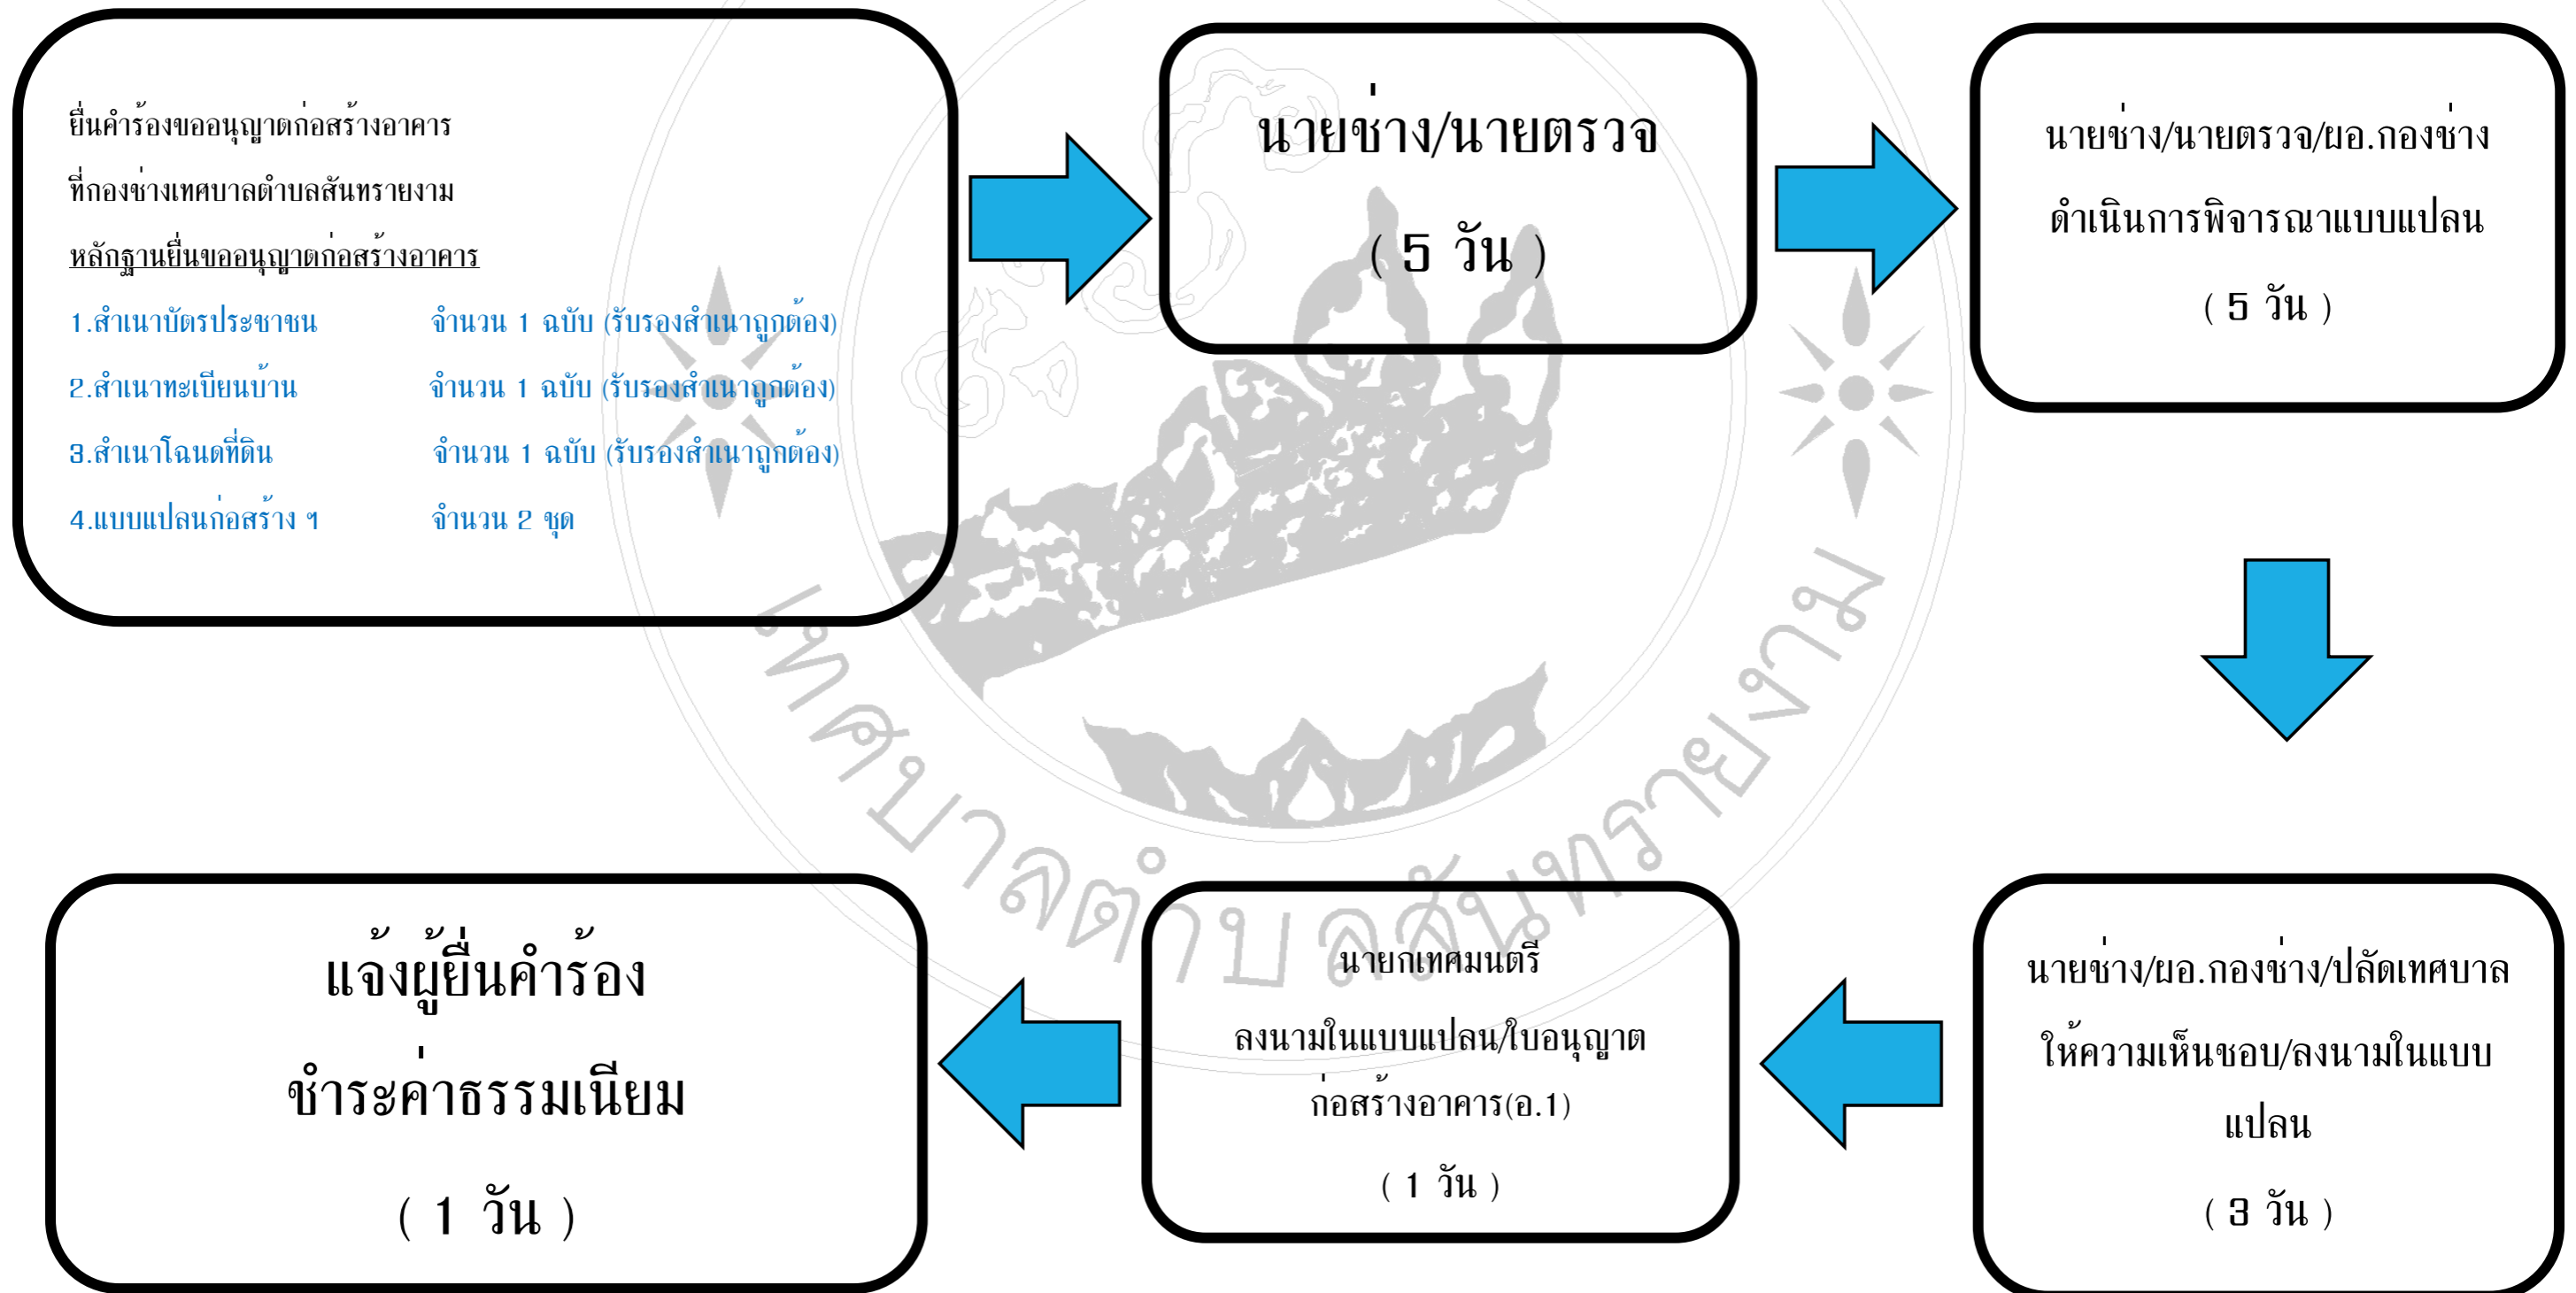 ยื่นคำร้องขออนุญาตก่อสร้างอาคาร
ที่กองช่างเทศบาลตำบลสันทรายงาม
หลักฐานยื่นขออนุญาตก่อสร้างอาคาร
1.สำเนาบัตรประชาชน จำนวน 1 ฉบับ (รับรองสำเนาถูกต้อง)
2.สำเนาทะเบียนบ้าน จำนวน 1 ฉบับ (รับรองสำเนาถูกต้อง)
3.สำเนาโฉนดที่ดิน จำนวน 1 ฉบับ (รับรองสำเนาถูกต้อง)
4.แบบแปลนก่อสร้าง ฯ จำนวน 2 ชุด
นายช่าง/นายตรวจ
( 5 วัน )
นายช่าง/นายตรวจ/ผอ.กองช่าง
ดำเนินการพิจารณาแบบแปลน
( 5 วัน )
นายช่าง/ผอ.กองช่าง/ปลัดเทศบาล
ให้ความเห็นชอบ/ลงนามในแบบ
แปลน
( 3 วัน )
นายกเทศมนตรี
ลงนามในแบบแปลน/ใบอนุญาต
ก่อสร้างอาคาร(อ.1)
( 1 วัน )
แจ้งผู้ยื่นคำร้อง
ชำระค่าธรรมเนียม
( 1 วัน )
เทศบาลตำบลสันทรายงาม